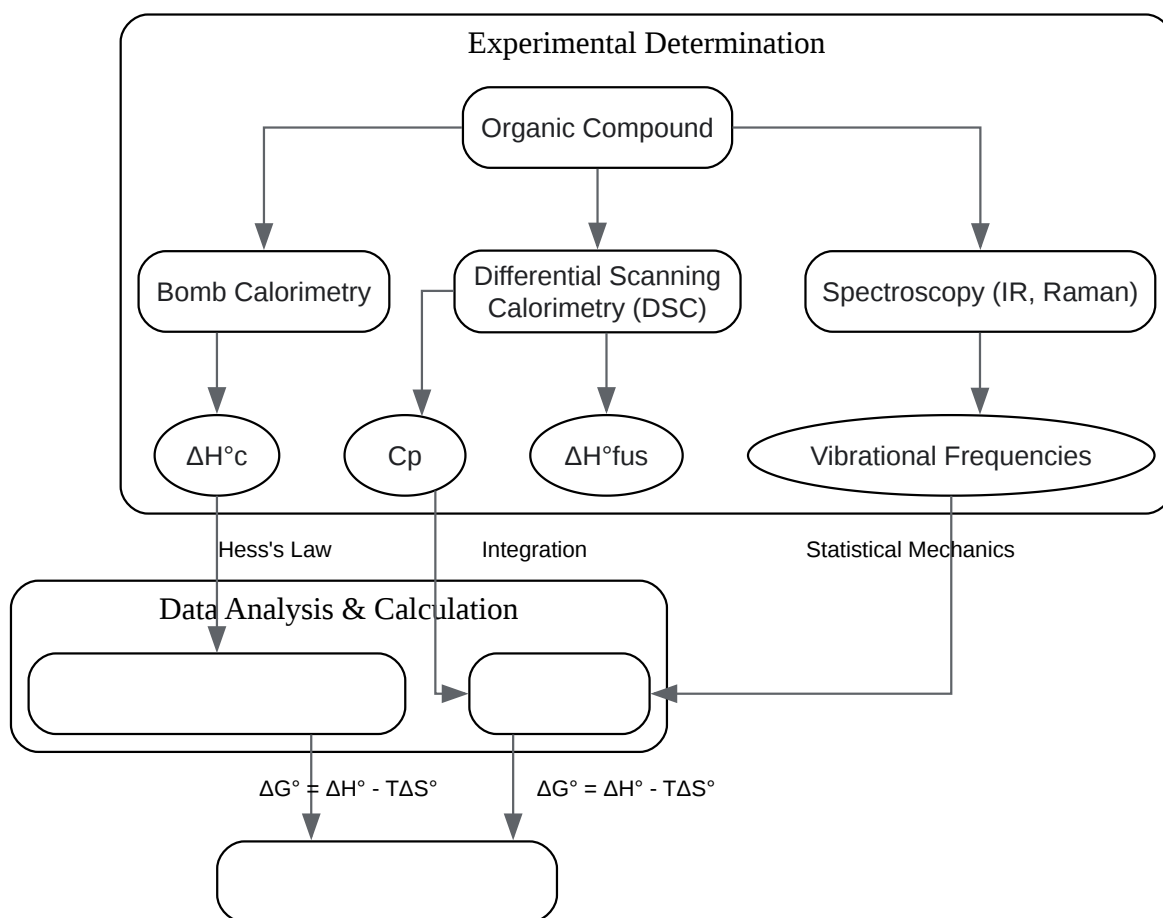 Experimental Determination
Organic Compound
Bomb Calorimetry
Differential Scanning
Calorimetry (DSC)
Spectroscopy (IR, Raman)
ΔH°c
Cp
ΔH°fus
Vibrational Frequencies
Hess's Law
Integration
Statistical Mechanics
Data Analysis & Calculation
ΔG° = ΔH° - TΔS°
ΔG° = ΔH° - TΔS°